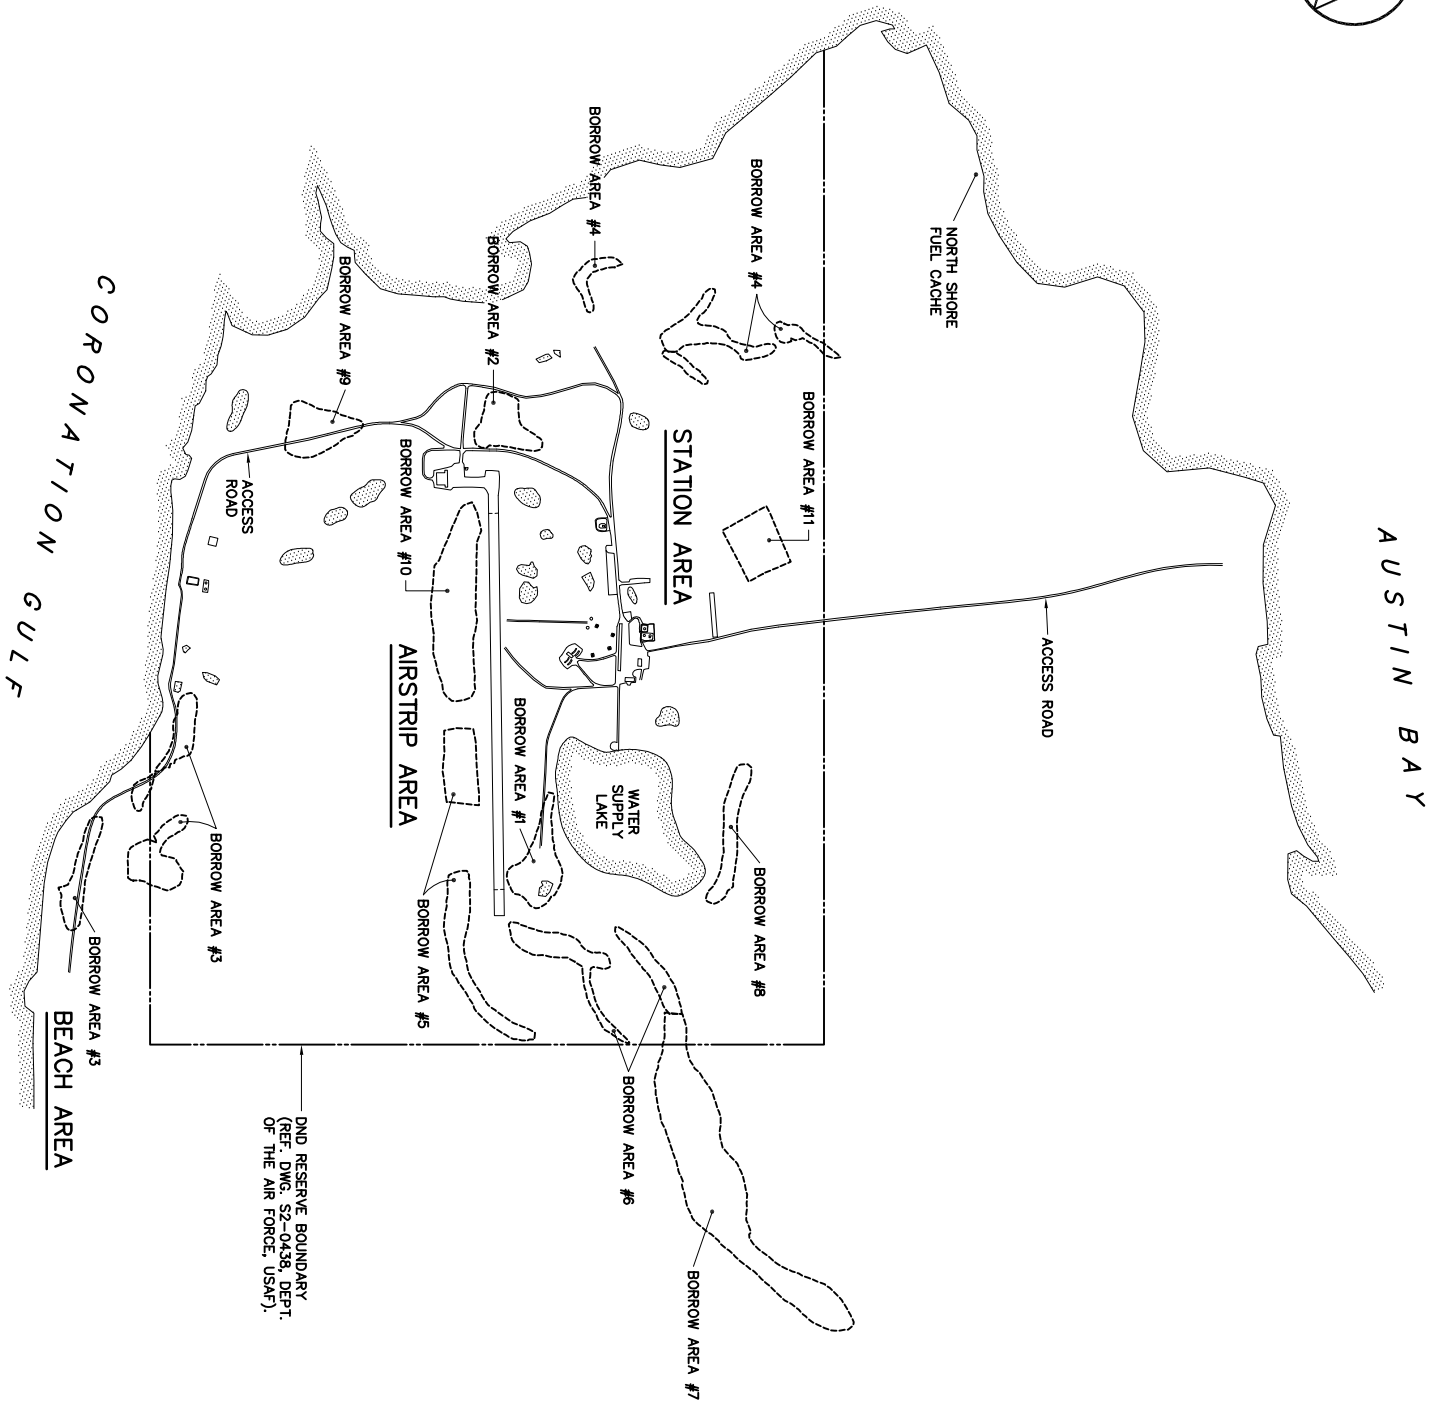 AUSTIN BAY
NORTH SHORE
FUEL CACHE
ACCESS ROAD
BORROW AREA #4
BORROW AREA #4
BORROW AREA #11
BORROW AREA #8
STATION AREA
WATER
SUPPLY
LAKE
BORROW AREA #7
BORROW AREA #6
BORROW AREA #2
BORROW AREA #1
BORROW AREA #10
AIRSTRIP AREA
BORROW AREA #5
BORROW AREA #9
ACCESS
ROAD
BORROW AREA #3
DND RESERVE BOUNDARY
(REF. DWG. S2-0438, DEPT.
OF THE AIR FORCE, USAF).
BORROW AREA #3
BEACH AREA
CORONATION GULF